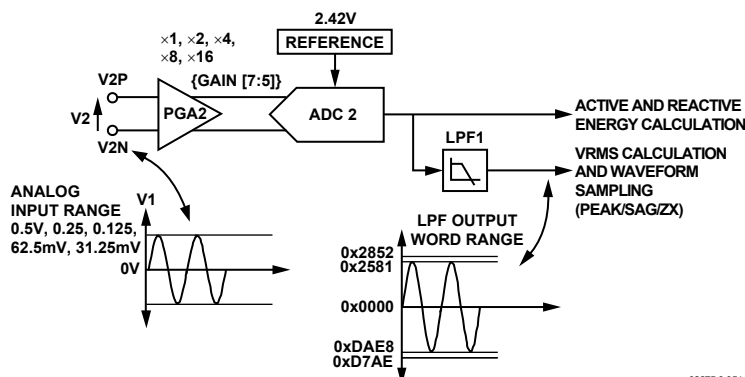 2.42V
REFERENCE
×1, ×2, ×4,
×8, ×16
{GAIN [7:5]}
V2P
V2
V2N
PGA2
ADC 2
ACTIVE AND REACTIVE
ENERGY CALCULATION
LPF1
VRMS CALCULATION
AND WAVEFORM
SAMPLING
(PEAK/SAG/ZX)
ANALOG
INPUT RANGE
0.5V, 0.25, 0.125,
62.5mV, 31.25mV
V1
0V
LPF OUTPUT
WORD RANGE
0x2852
0x2581
0x0000
0xDAE8
0xD7AE